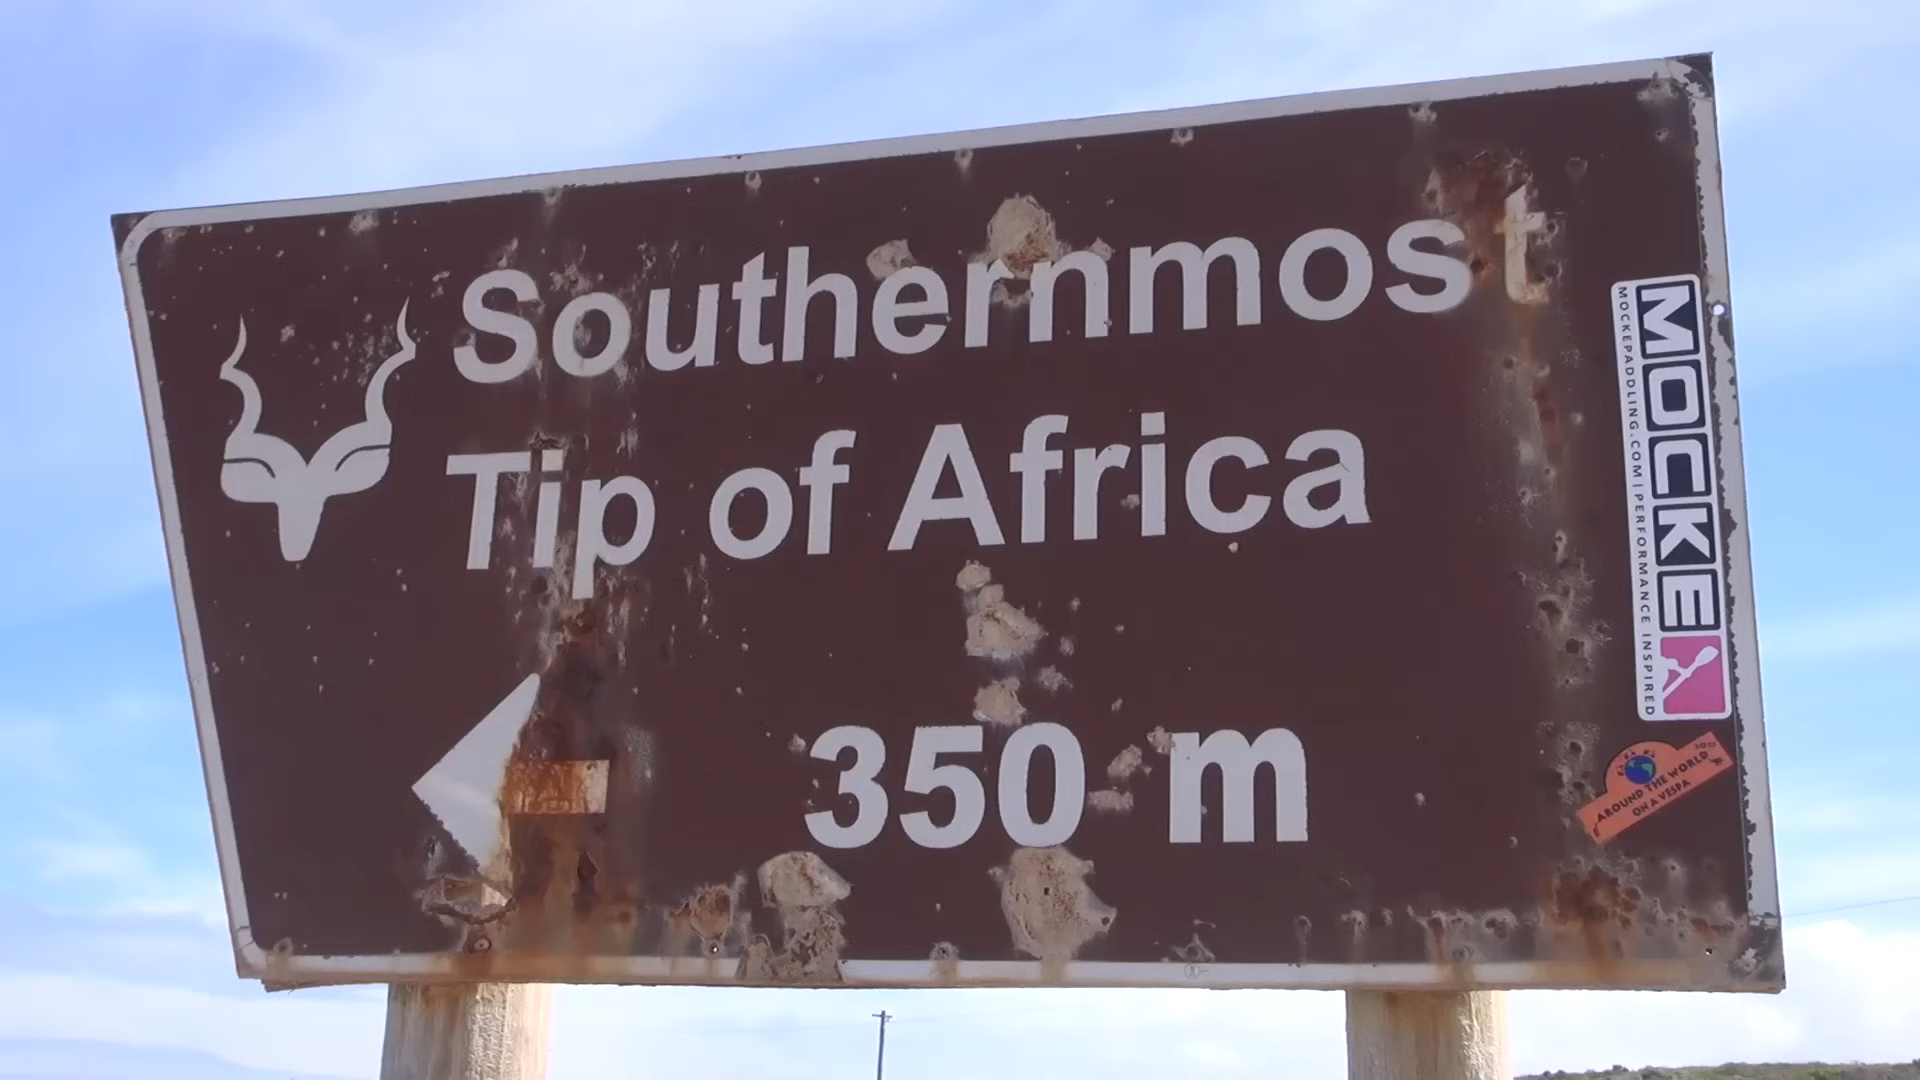 Southernmost
Tip of Africa
350 m
MOCKE
MOCKEPADDLING.COM|PERFORMANCE INSPIRED
AROUND THE WORLD
ON A VESPA